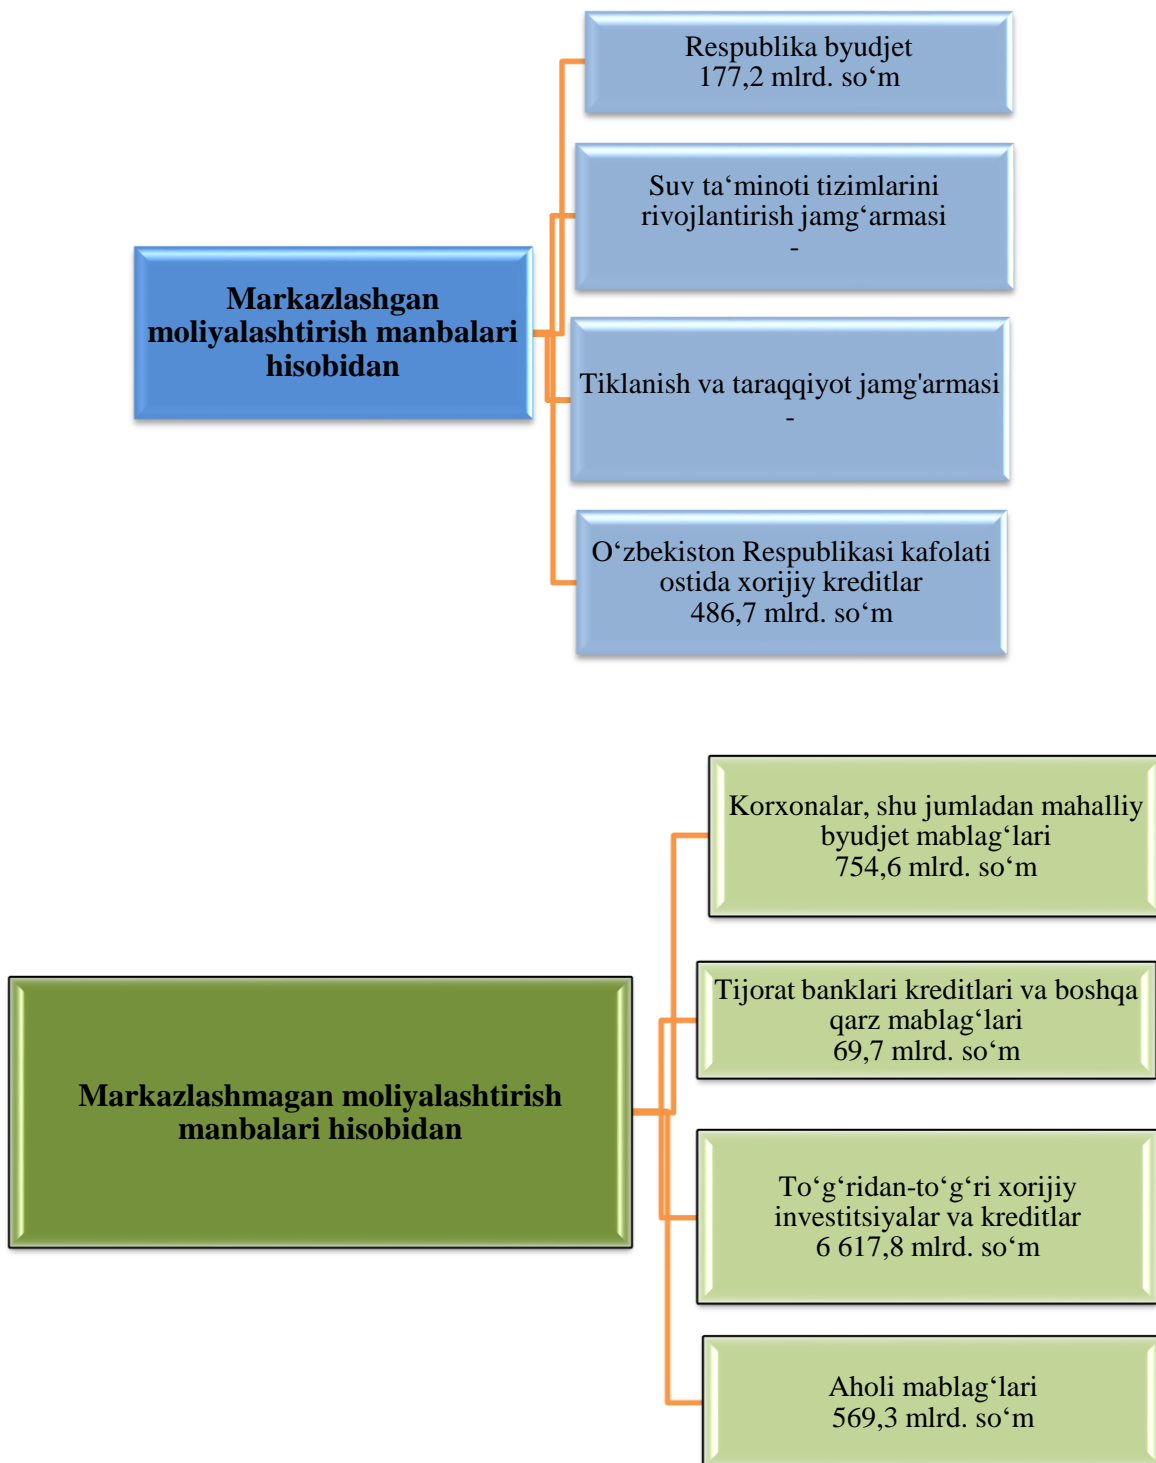 Respublika byudjet
177,2 mlrd. so‘m
Suv ta‘minoti tizimlarini
rivojlantirish jamg‘armasi
-
Markazlashgan
moliyalashtirish manbalari
hisobidan
Tiklanish va taraqqiyot jamg'armasi
-
O‘zbekiston Respublikasi kafolati
ostida xorijiy kreditlar
486,7 mlrd. so‘m
Korxonalar, shu jumladan mahalliy
byudjet mablag‘lari
754,6 mlrd. so‘m
Tijorat banklari kreditlari va boshqa
qarz mablag‘lari
69,7 mlrd. so‘m
Markazlashmagan moliyalashtirish
manbalari hisobidan
To‘g‘ridan-to‘g‘ri xorijiy
investitsiyalar va kreditlar
6 617,8 mlrd. so‘m
Aholi mablag‘lari
569,3 mlrd. so‘m